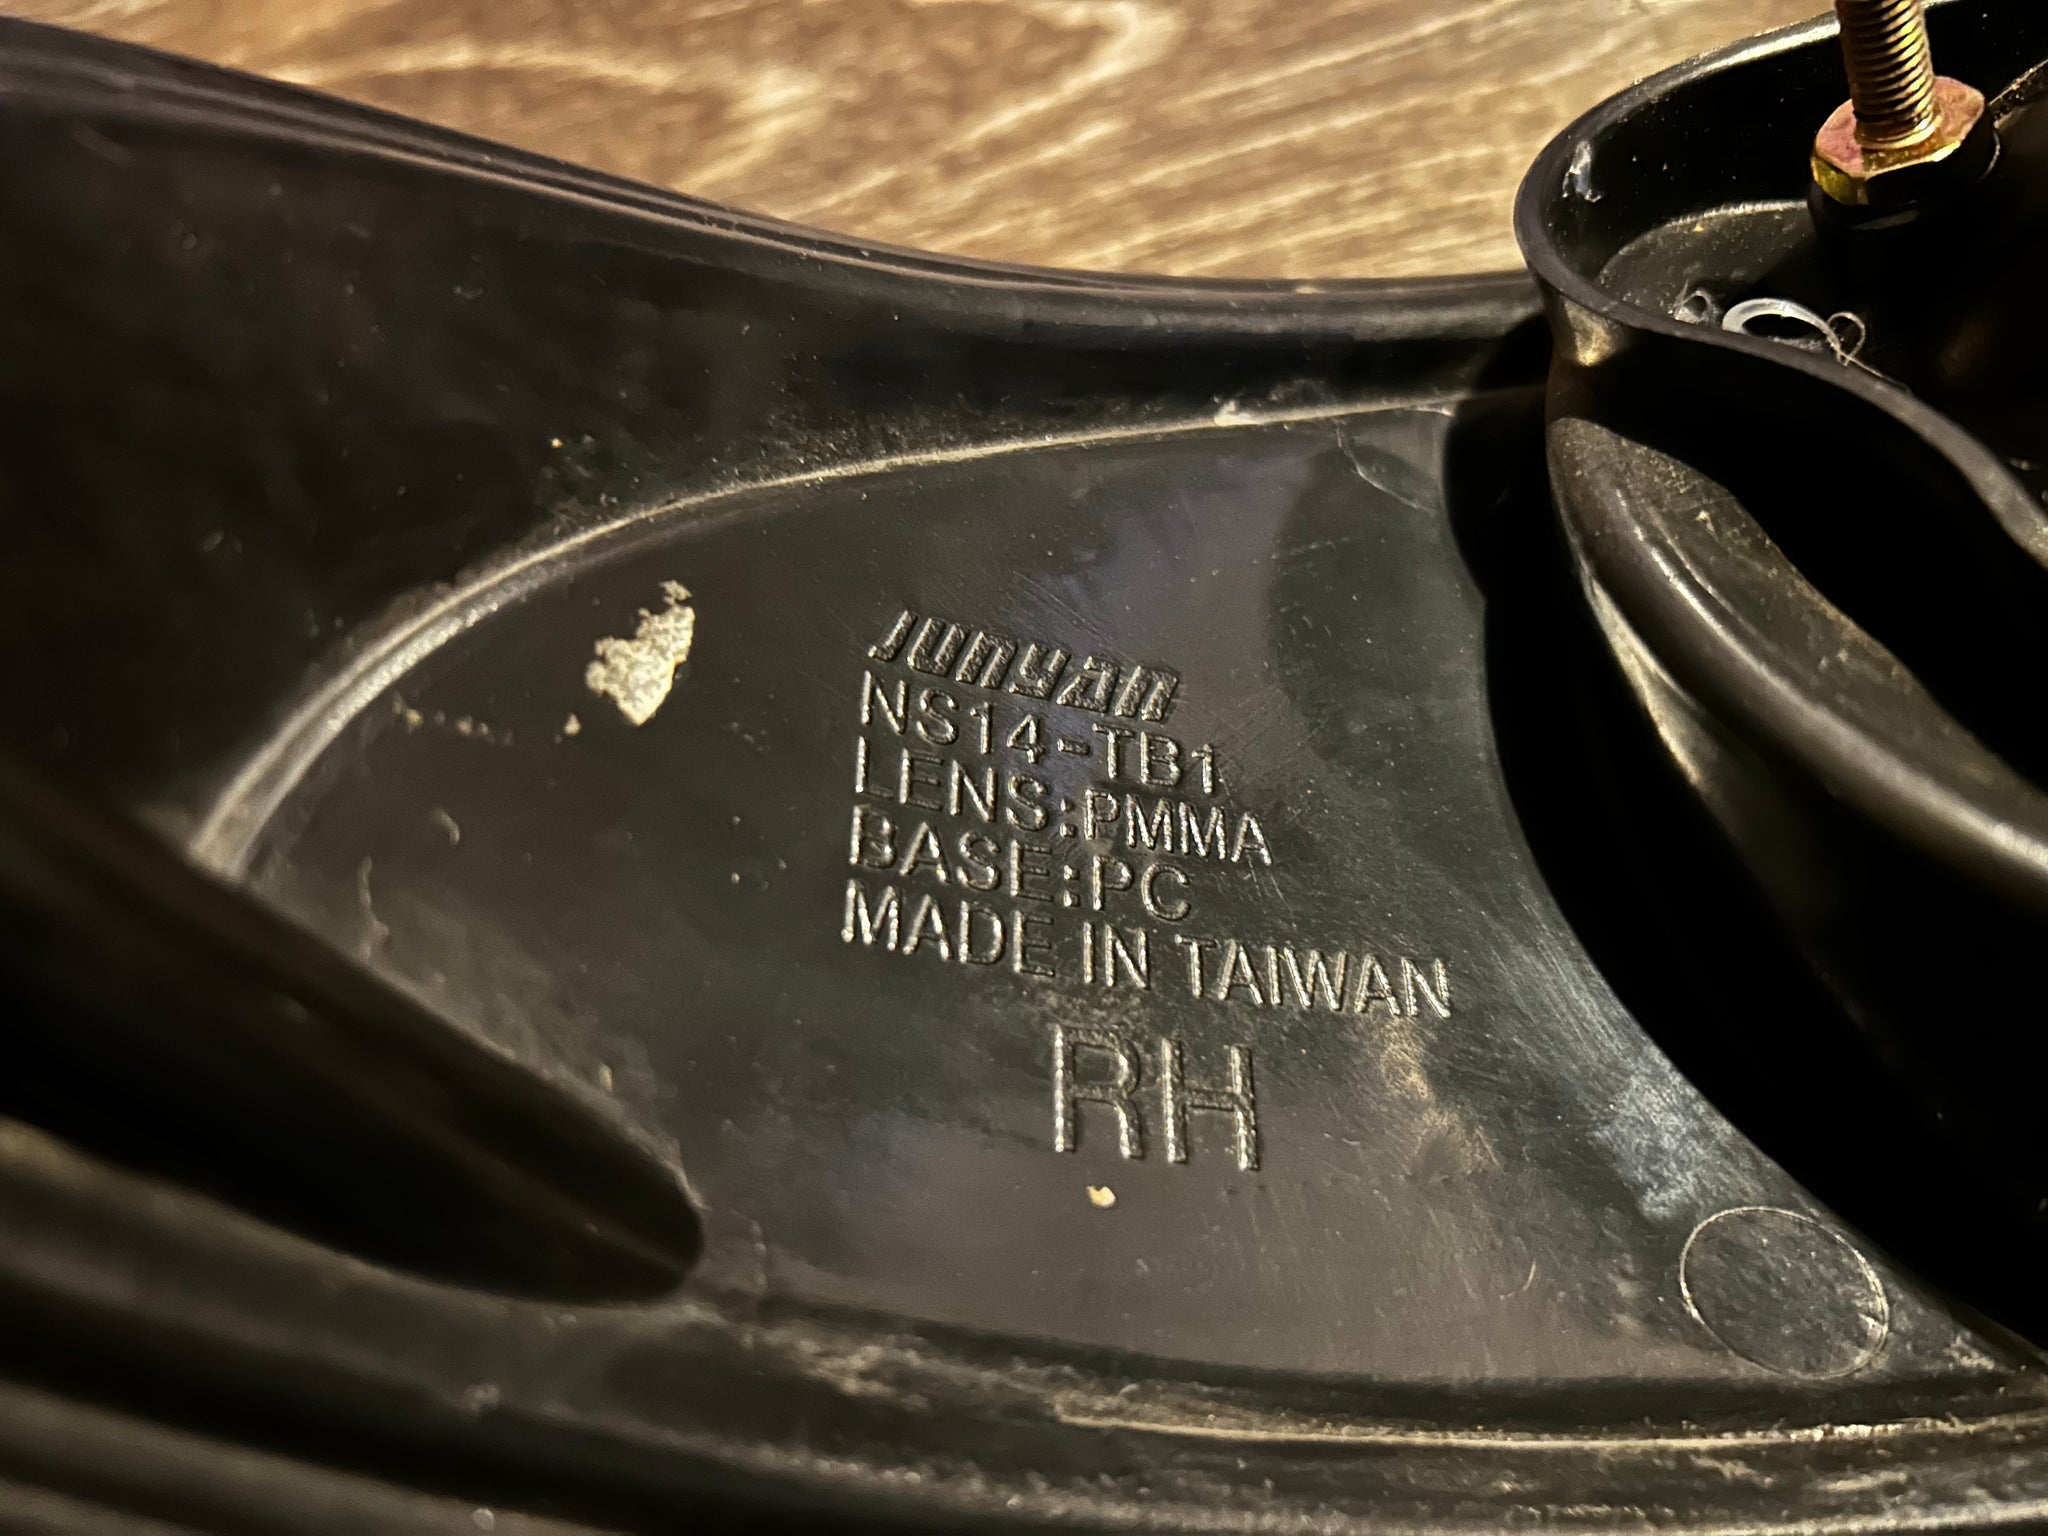 Junyan
NS14-TB1
LENS:PMMA
BASE:PC
MADE IN TAIWAN
RH